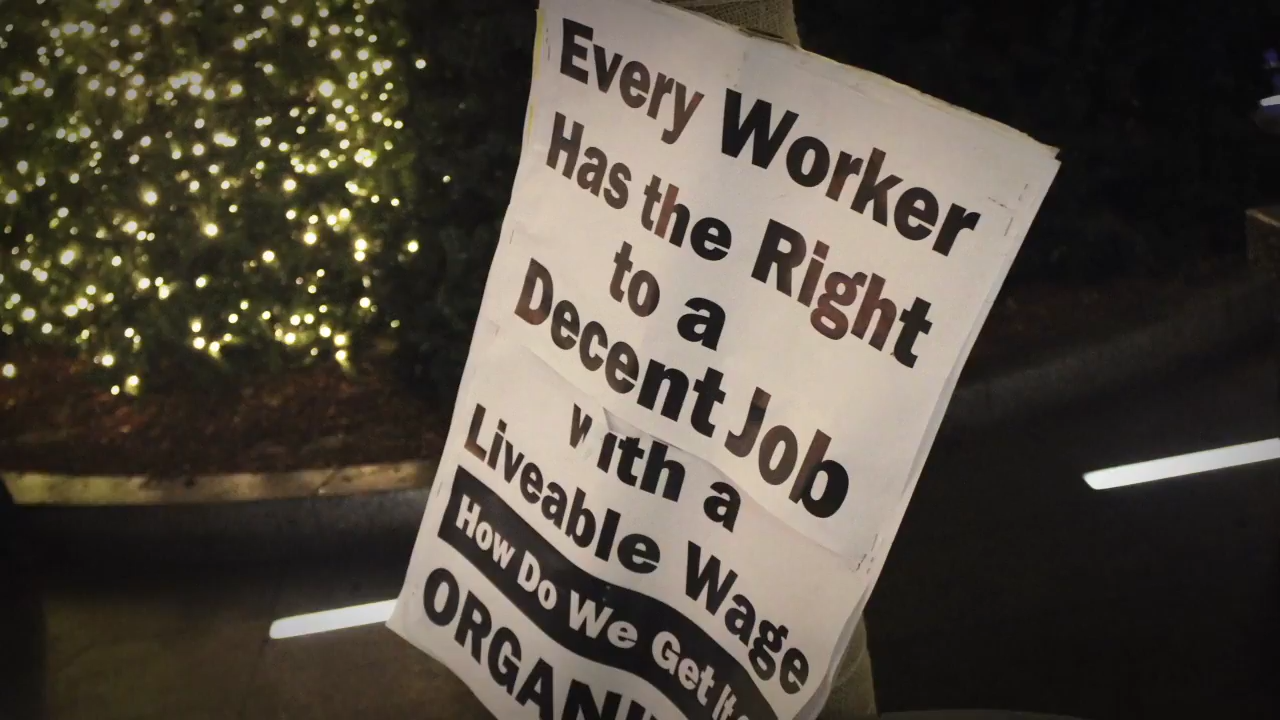 Every Worker
Has the Right
to a
Decent Job
With a
Liveable Wage
How Do We Get It